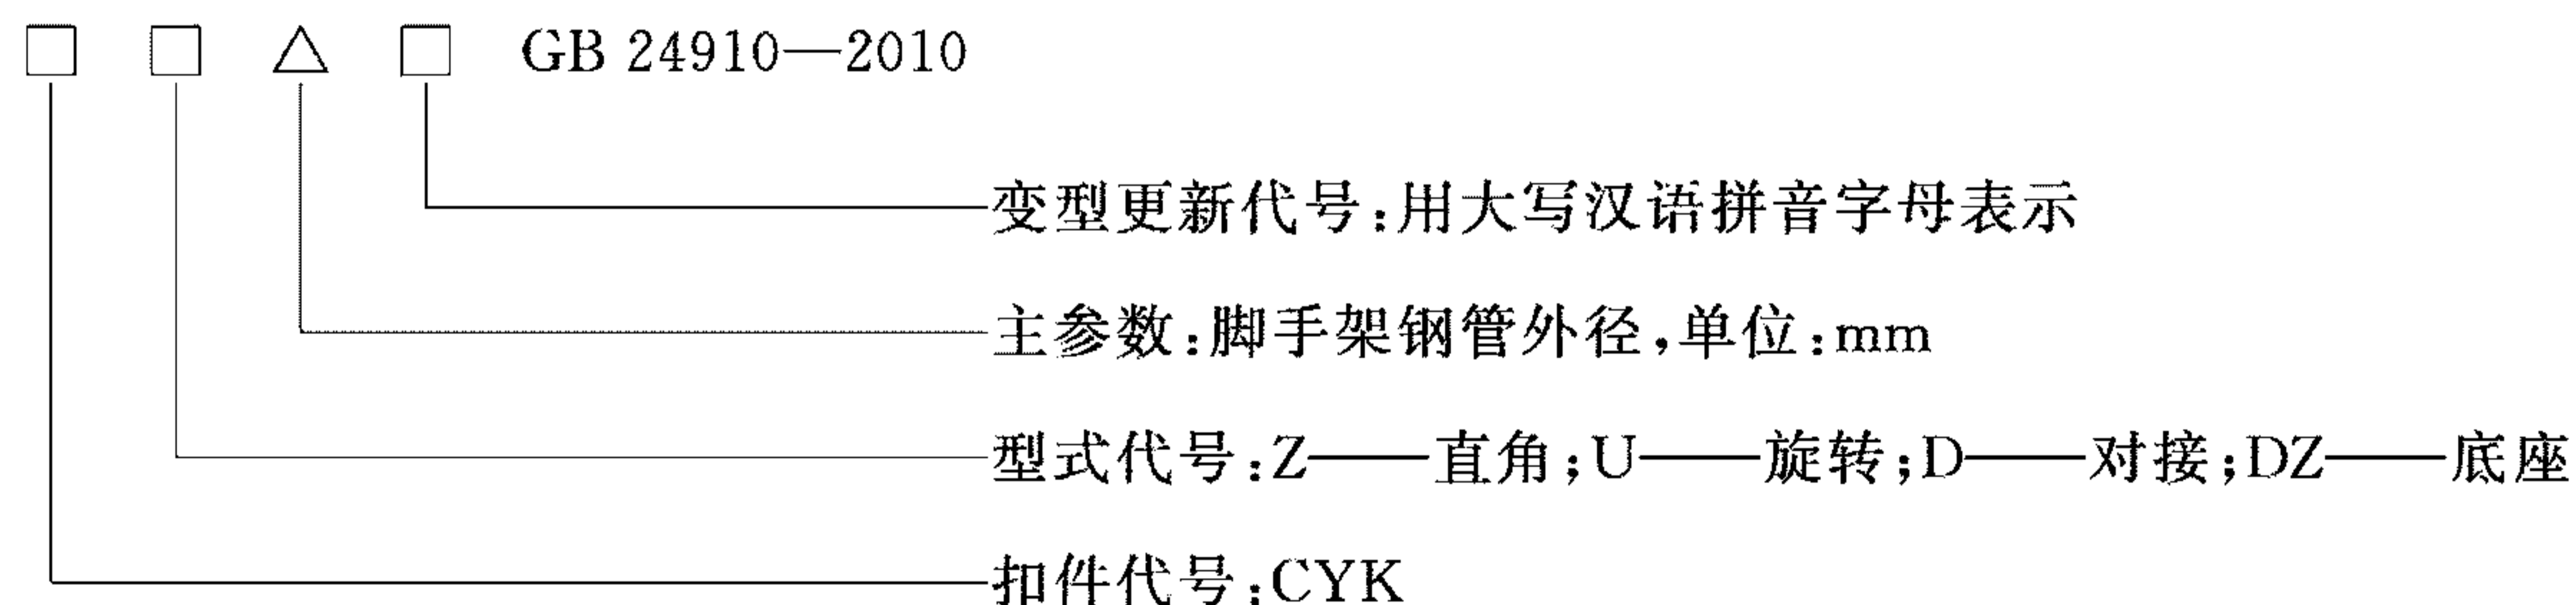 □ □ △ □ GB 24910—2010
变型更新代号:用大写汉语拼音字母表示
主参数:脚手架钢管外径,单位:mm
型式代号:Z——直角;U——旋转;D——对接;DZ——底座
扣件代号:CYK